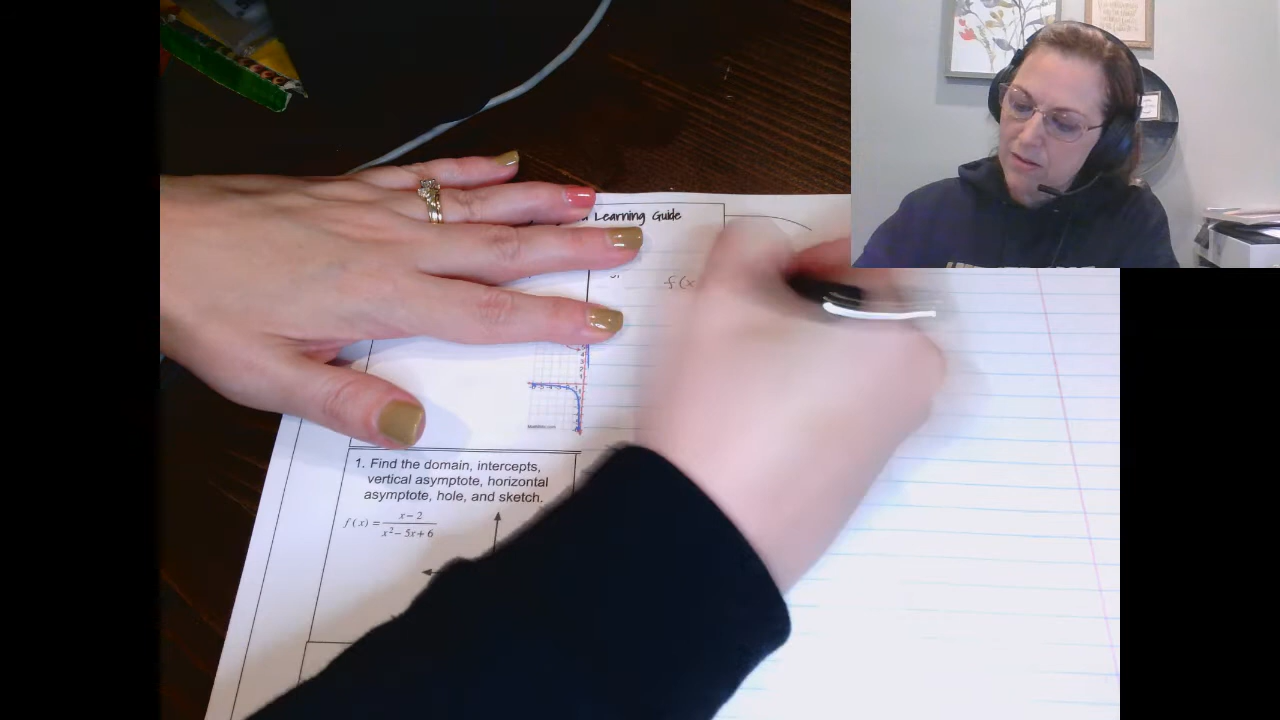 Learning Guide
f(x
1. Find the domain, intercepts,
vertical asymptote, horizontal
asymptote, hole, and sketch.
f(x) = x-2 / x²-5x+6